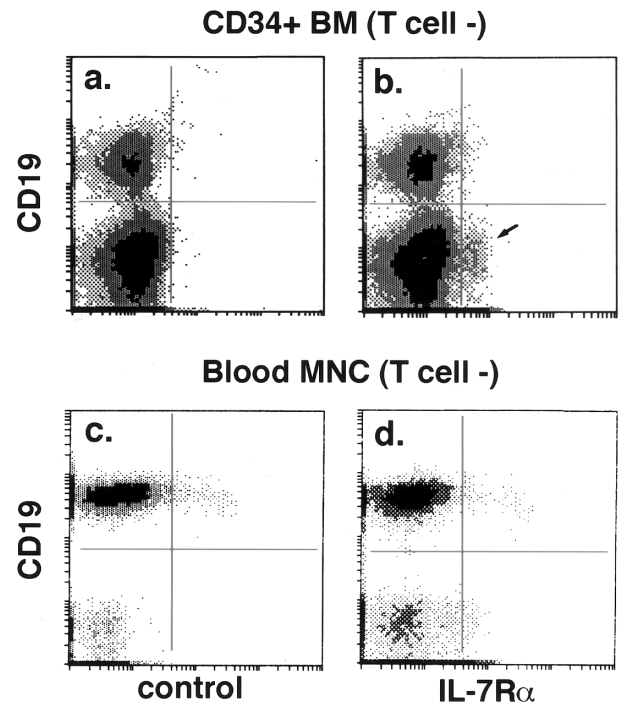 CD34+ BM (T cell -)
a.
b.
CD19
Blood MNC (T cell -)
c.
d.
CD19
control
IL-7Rα